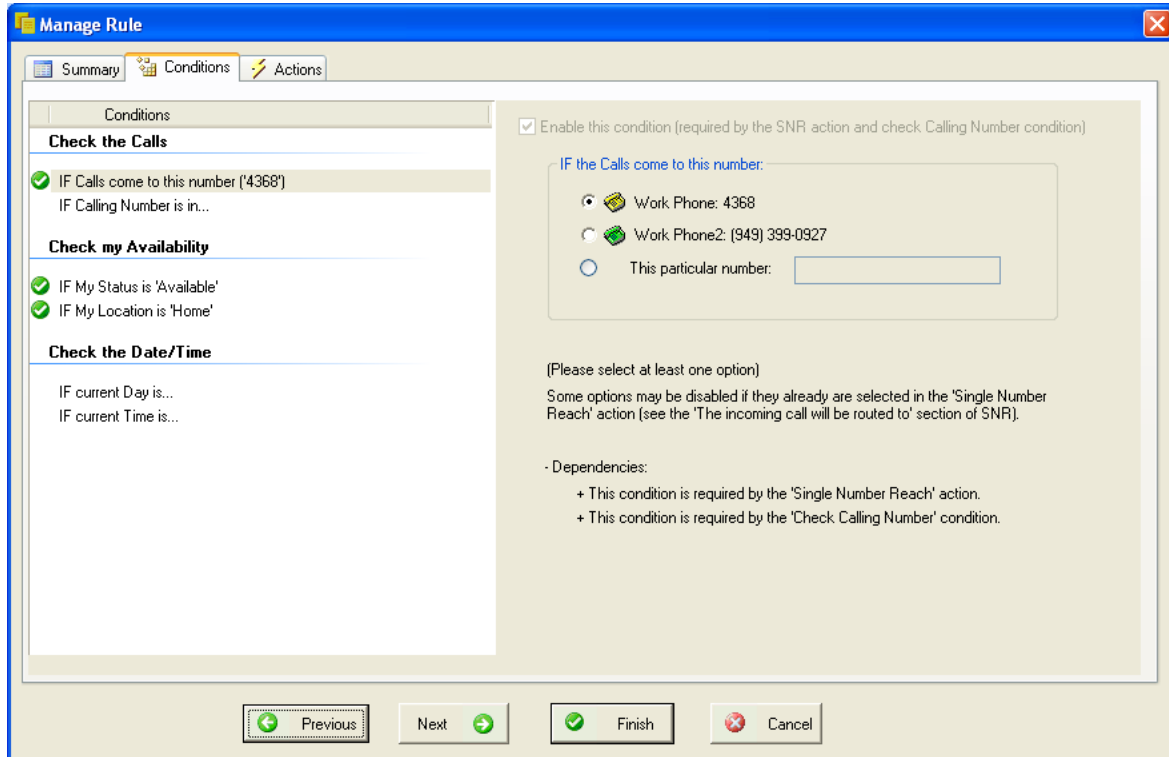 Manage Rule
Summary
Conditions
Actions
Conditions
Check the Calls
IF Calls come to this number ('4368')
IF Calling Number is in...
Check my Availability
IF My Status is 'Available'
IF My Location is 'Home'
Check the Date/Time
IF current Day is...
IF current Time is...
Enable this condition (required by the SNR action and check Calling Number condition)
IF the Calls come to this number:
Work Phone: 4368
Work Phone2: (949) 399-0927
This particular number:
(Please select at least one option)
Some options may be disabled if they already are selected in the 'Single Number
Reach' action (see the 'The incoming call will be routed to' section of SNR).
- Dependencies:
+ This condition is required by the 'Single Number Reach' action.
+ This condition is required by the 'Check Calling Number' condition.
Previous
Next
Finish
Cancel